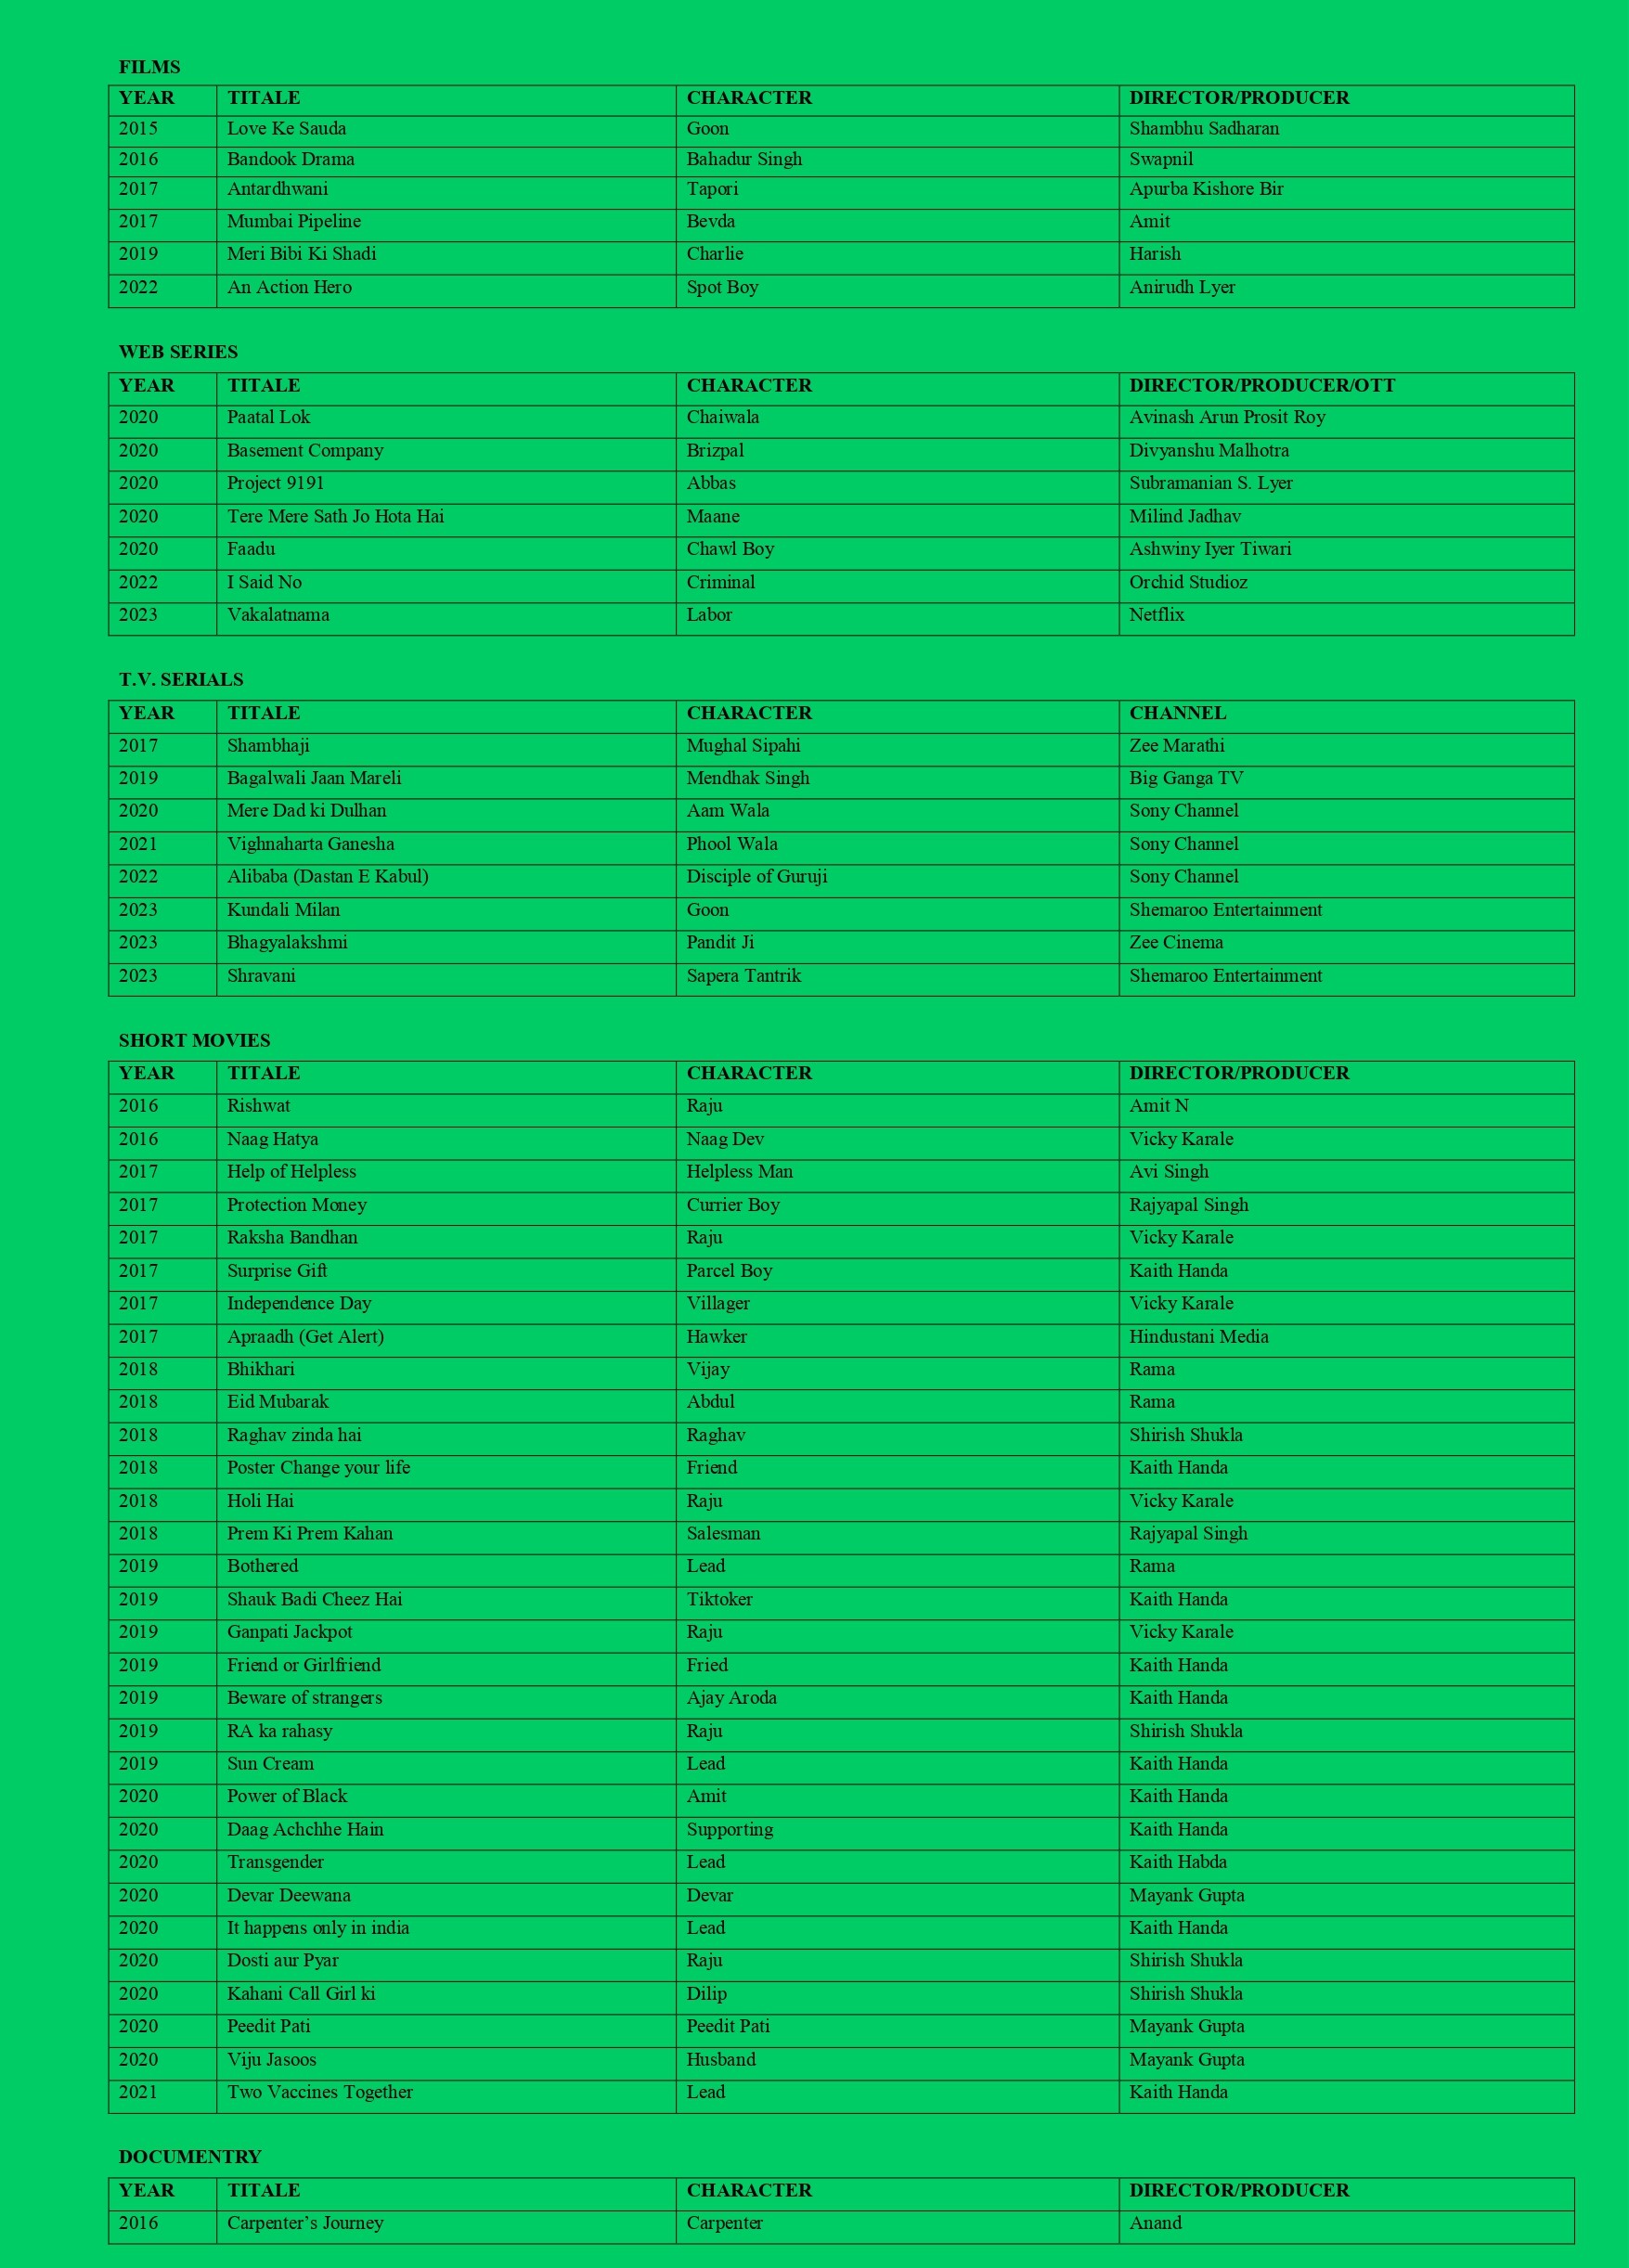 FILMS
YEAR TITALE CHARACTER DIRECTOR/PRODUCER
2015 Love Ke Sauda Goon Shambhu Sadharan
2016 Bandook Drama Bahadur Singh Swapnil
2017 Antardhwani Tapori Apurba Kishore Bir
2017 Mumbai Pipeline Bevda Amit
2019 Meri Bibi Ki Shadi Charlie Harish
2022 An Action Hero Spot Boy Anirudh Lyer
WEB SERIES
YEAR TITALE CHARACTER DIRECTOR/PRODUCER/OTT
2020 Paatal Lok Chaiwala Avinash Arun Prosit Roy
2020 Basement Company Brizpal Divyanshu Malhotra
2020 Project 9191 Abbas Subramanian S. Lyer
2020 Tere Mere Sath Jo Hota Hai Maane Milind Jadhav
2020 Faadu Chawl Boy Ashwiny Iyer Tiwari
2022 I Said No Criminal Orchid Studioz
2023 Vakalatnama Labor Netflix
T.V. SERIALS
YEAR TITALE CHARACTER CHANNEL
2017 Shambhaji Mughal Sipahi Zee Marathi
2019 Bagalwali Jaan Mareli Mendhak Singh Big Ganga TV
2020 Mere Dad ki Dulhan Aam Wala Sony Channel
2021 Vighnaharta Ganesha Phool Wala Sony Channel
2022 Alibaba (Dastan E Kabul) Disciple of Guruji Sony Channel
2023 Kundali Milan Goon Shemaroo Entertainment
2023 Bhagyalakshmi Pandit Ji Zee Cinema
2023 Shravani Sapera Tantrik Shemaroo Entertainment
SHORT MOVIES
YEAR TITALE CHARACTER DIRECTOR/PRODUCER
2016 Rishwat Raju Amit N
2016 Naag Hatya Naag Dev Vicky Karale
2017 Help of Helpless Helpless Man Avi Singh
2017 Protection Money Currier Boy Rajyapal Singh
2017 Raksha Bandhan Raju Vicky Karale
2017 Surprise Gift Parcel Boy Kaith Handa
2017 Independence Day Villager Vicky Karale
2017 Apraadh (Get Alert) Hawker Hindustani Media
2018 Bhikhari Vijay Rama
2018 Eid Mubarak Abdul Rama
2018 Raghav zinda hai Raghav Shirish Shukla
2018 Poster Change your life Friend Kaith Handa
2018 Holi Hai Raju Vicky Karale
2018 Prem Ki Prem Kahan Salesman Rajyapal Singh
2019 Bothered Lead Rama
2019 Shauk Badi Cheez Hai Tiktoker Kaith Handa
2019 Ganpati Jackpot Raju Vicky Karale
2019 Friend or Girlfriend Fried Kaith Handa
2019 Beware of strangers Ajay Aroda Kaith Handa
2019 RA ka rahasy Raju Shirish Shukla
2019 Sun Cream Lead Kaith Handa
2020 Power of Black Amit Kaith Handa
2020 Daag Achchhe Hain Supporting Kaith Handa
2020 Transgender Lead Kaith Habda
2020 Devar Deewana Devar Mayank Gupta
2020 It happens only in india Lead Kaith Handa
2020 Dosti aur Pyar Raju Shirish Shukla
2020 Kahani Call Girl ki Dilip Shirish Shukla
2020 Peedit Pati Peedit Pati Mayank Gupta
2020 Viju Jasoos Husband Mayank Gupta
2021 Two Vaccines Together Lead Kaith Handa
DOCUMENTRY
YEAR TITALE CHARACTER DIRECTOR/PRODUCER
2016 Carpenter’s Journey Carpenter Anand